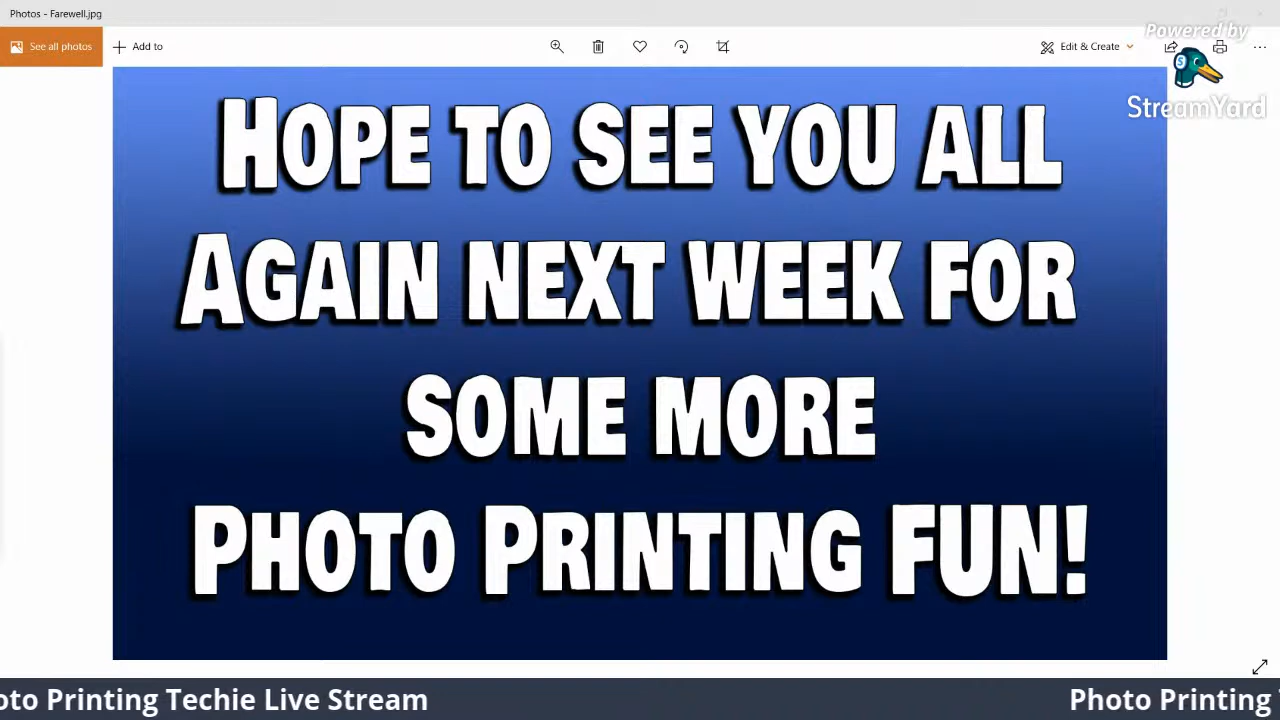 Photos - Farewell.jpg
See all photos
Add to
Edit & Create
Powered by
StreamYard
HOPE TO SEE YOU ALL
AGAIN NEXT WEEK FOR
SOME MORE
PHOTO PRINTING FUN!
oto Printing Techie Live Stream
Photo Printing